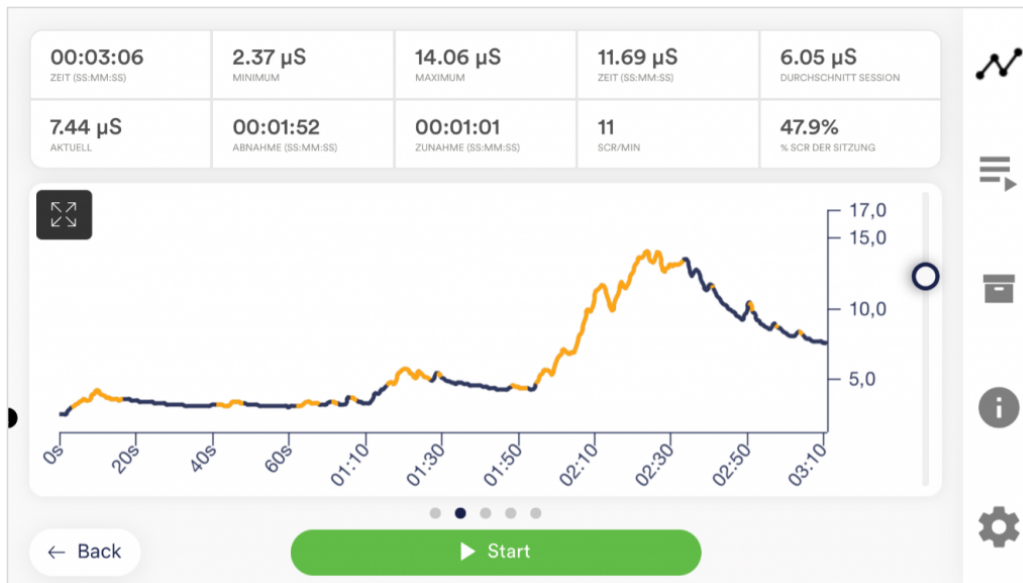 00:03:06
ZEIT (SS:MM:SS)
2.37 µS
MINIMUM
14.06 µS
MAXIMUM
11.69 µS
ZEIT (SS:MM:SS)
6.05 µS
DURCHSCHNITT SESSION
7.44 µS
AKTUELL
00:01:52
ABNAHME (SS:MM:SS)
00:01:01
ZUNAHME (SS:MM:SS)
11
SCR/MIN
47.9%
% SCR DER SITZUNG
17,0
15,0
10,0
5,0
0s
20s
40s
60s
01:10
01:30
01:50
02:10
02:30
02:50
03:10
← Back
Start